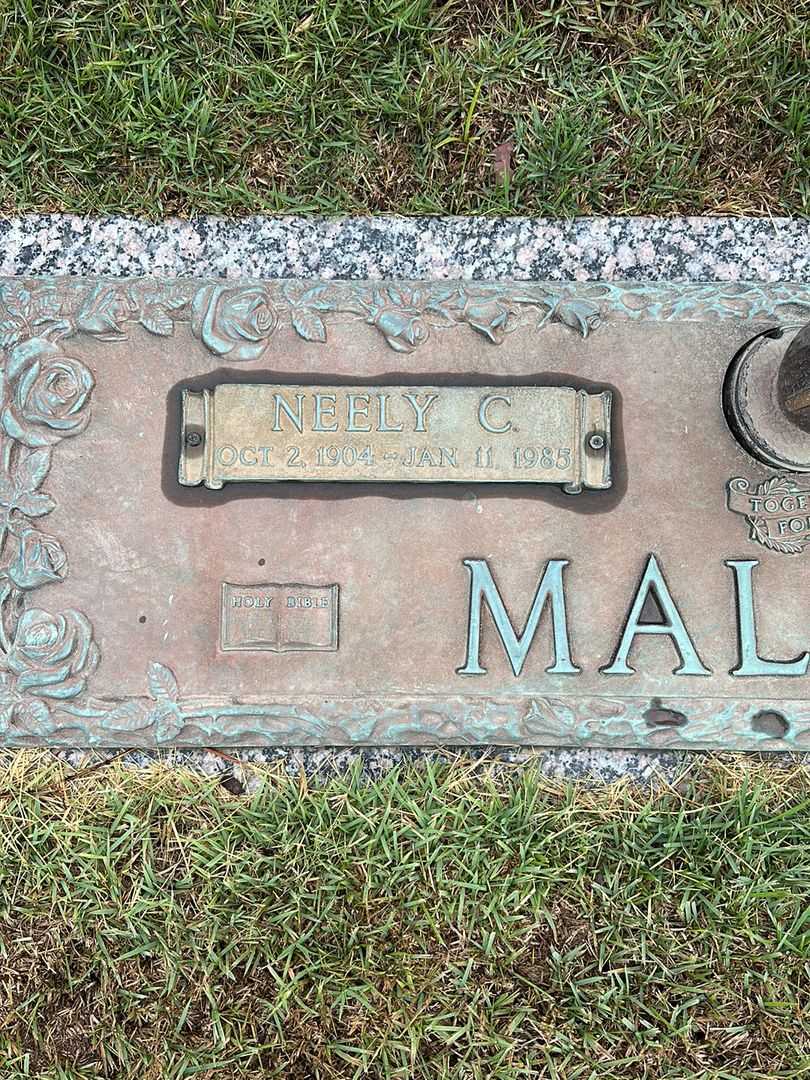 NEELY C.
OCT 2, 1904 - JAN 11, 1985
HOLY BIBLE
MAL